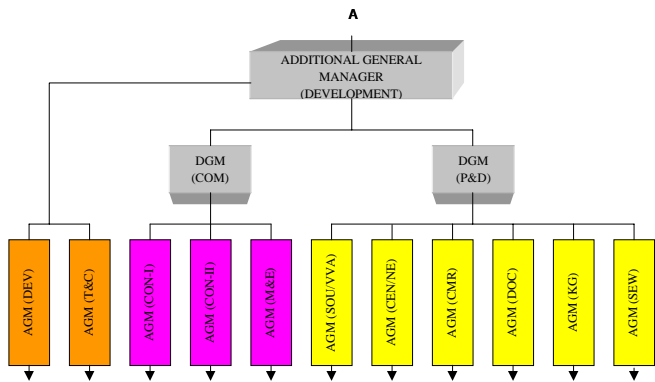 A
ADDITIONAL GENERAL
MANAGER
(DEVELOPMENT)
DGM
(COM)
DGM
(P&D)
AGM (DEV)
AGM (T&C)
AGM (CON-I)
AGM (CON-II)
AGM (M&E)
AGM (SOU/VVA)
AGM (CEN/NE)
AGM (CMR)
AGM (DOC)
AGM (KG)
AGM (SEW)